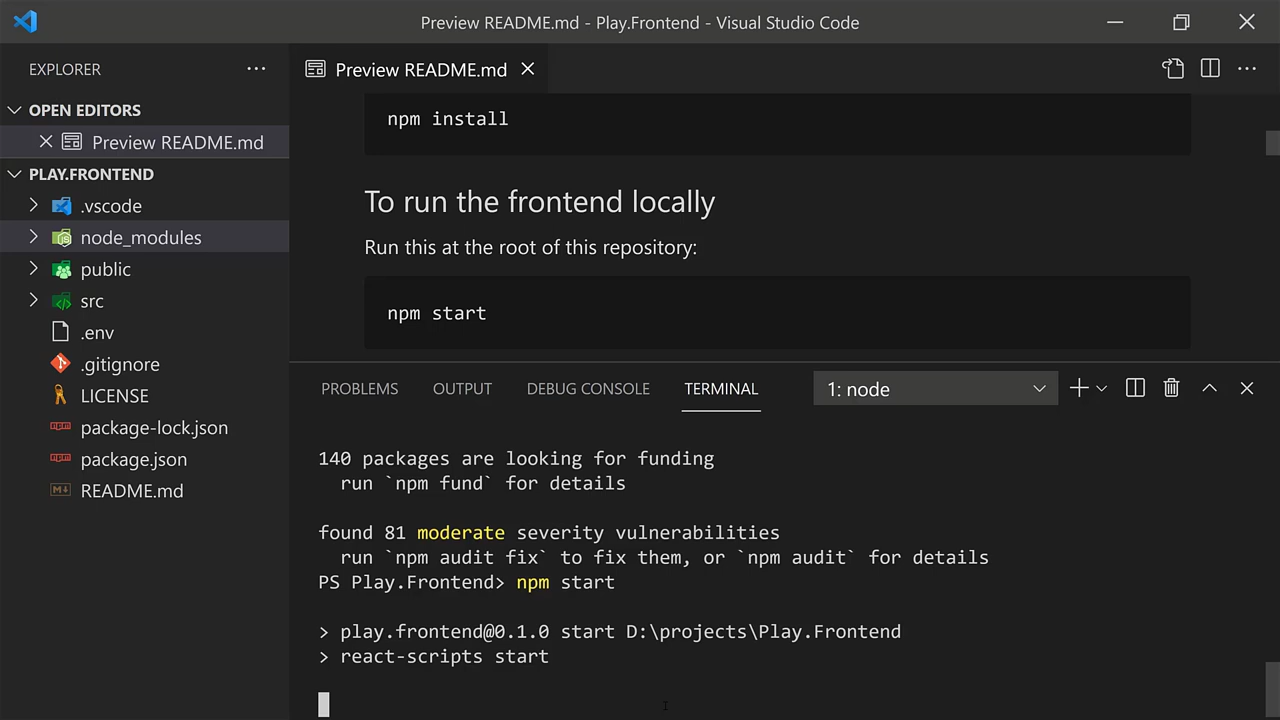 Preview README.md - Play.Frontend - Visual Studio Code
EXPLORER
Preview README.md
OPEN EDITORS
Preview README.md
PLAY.FRONTEND
.vscode
node_modules
public
src
.env
.gitignore
LICENSE
package-lock.json
package.json
README.md
npm install
To run the frontend locally
Run this at the root of this repository:
npm start
PROBLEMS OUTPUT DEBUG CONSOLE TERMINAL 1: node
140 packages are looking for funding
run `npm fund` for details
found 81 moderate severity vulnerabilities
run `npm audit fix` to fix them, or `npm audit` for details
PS Play.Frontend> npm start
> play.frontend@0.1.0 start D:\projects\Play.Frontend
> react-scripts start